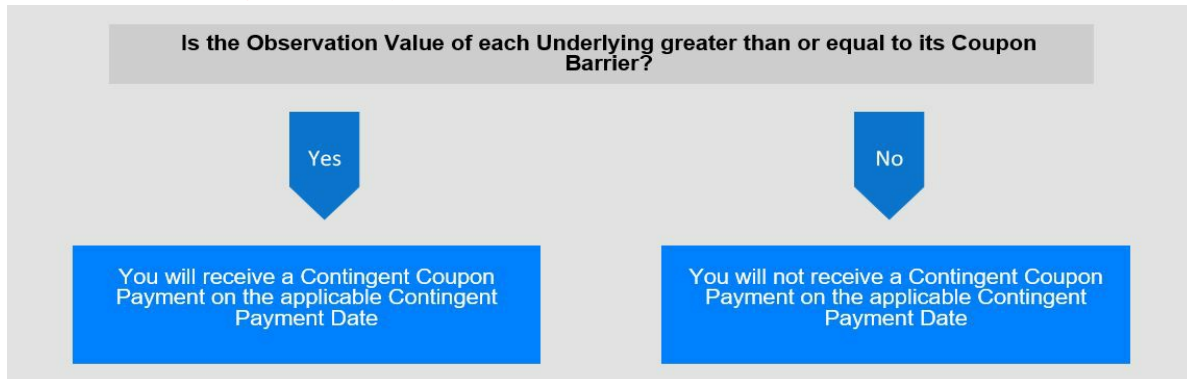 Is the Observation Value of each Underlying greater than or equal to its Coupon
Barrier?
Yes
No
You will receive a Contingent Coupon
Payment on the applicable Contingent
Payment Date
You will not receive a Contingent Coupon
Payment on the applicable Contingent
Payment Date